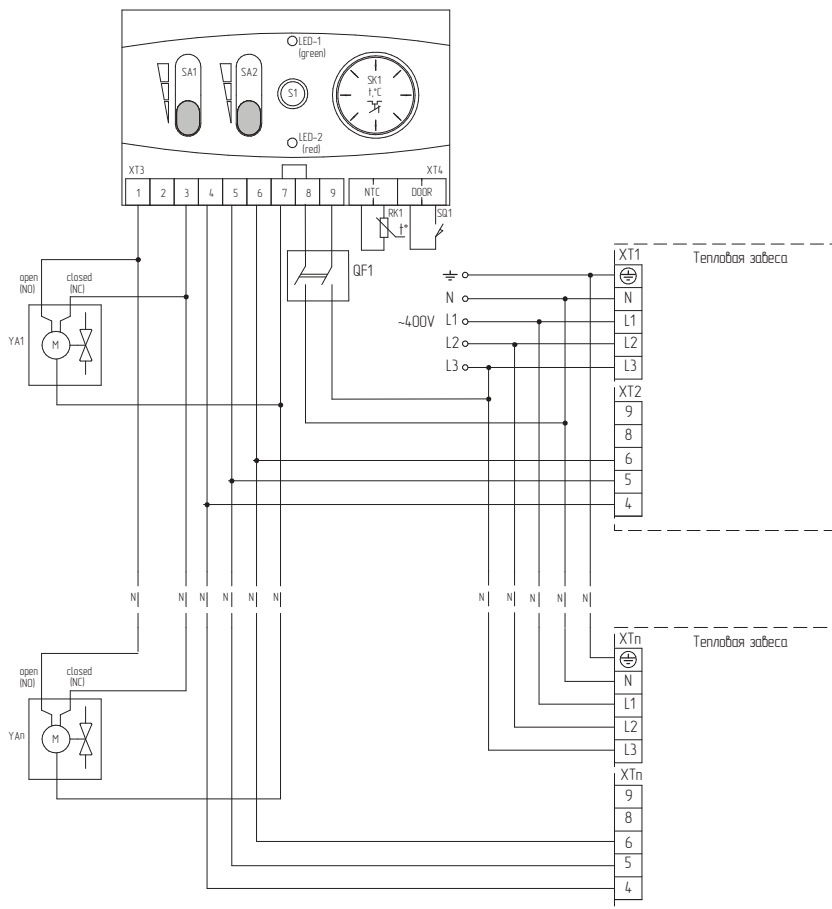 LED-1
(green)
SA1
SA2
S1
SK1
t,°C
LED-2
(red)
XT3
XT4
1 2 3 4 5 6 7 8 9 NTC DOOR
RK1
t°
SQ1
QF1
open
(NO)
closed
(NC)
YA1
M
N
~400V L1
L2
L3
XT1
Тепловая завеса
N
L1
L2
L3
XT2
9
8
6
5
4
N N N N N N N N N N N
open
(NO)
closed
(NC)
YAn
M
XTn
Тепловая завеса
N
L1
L2
L3
XTn
9
8
6
5
4